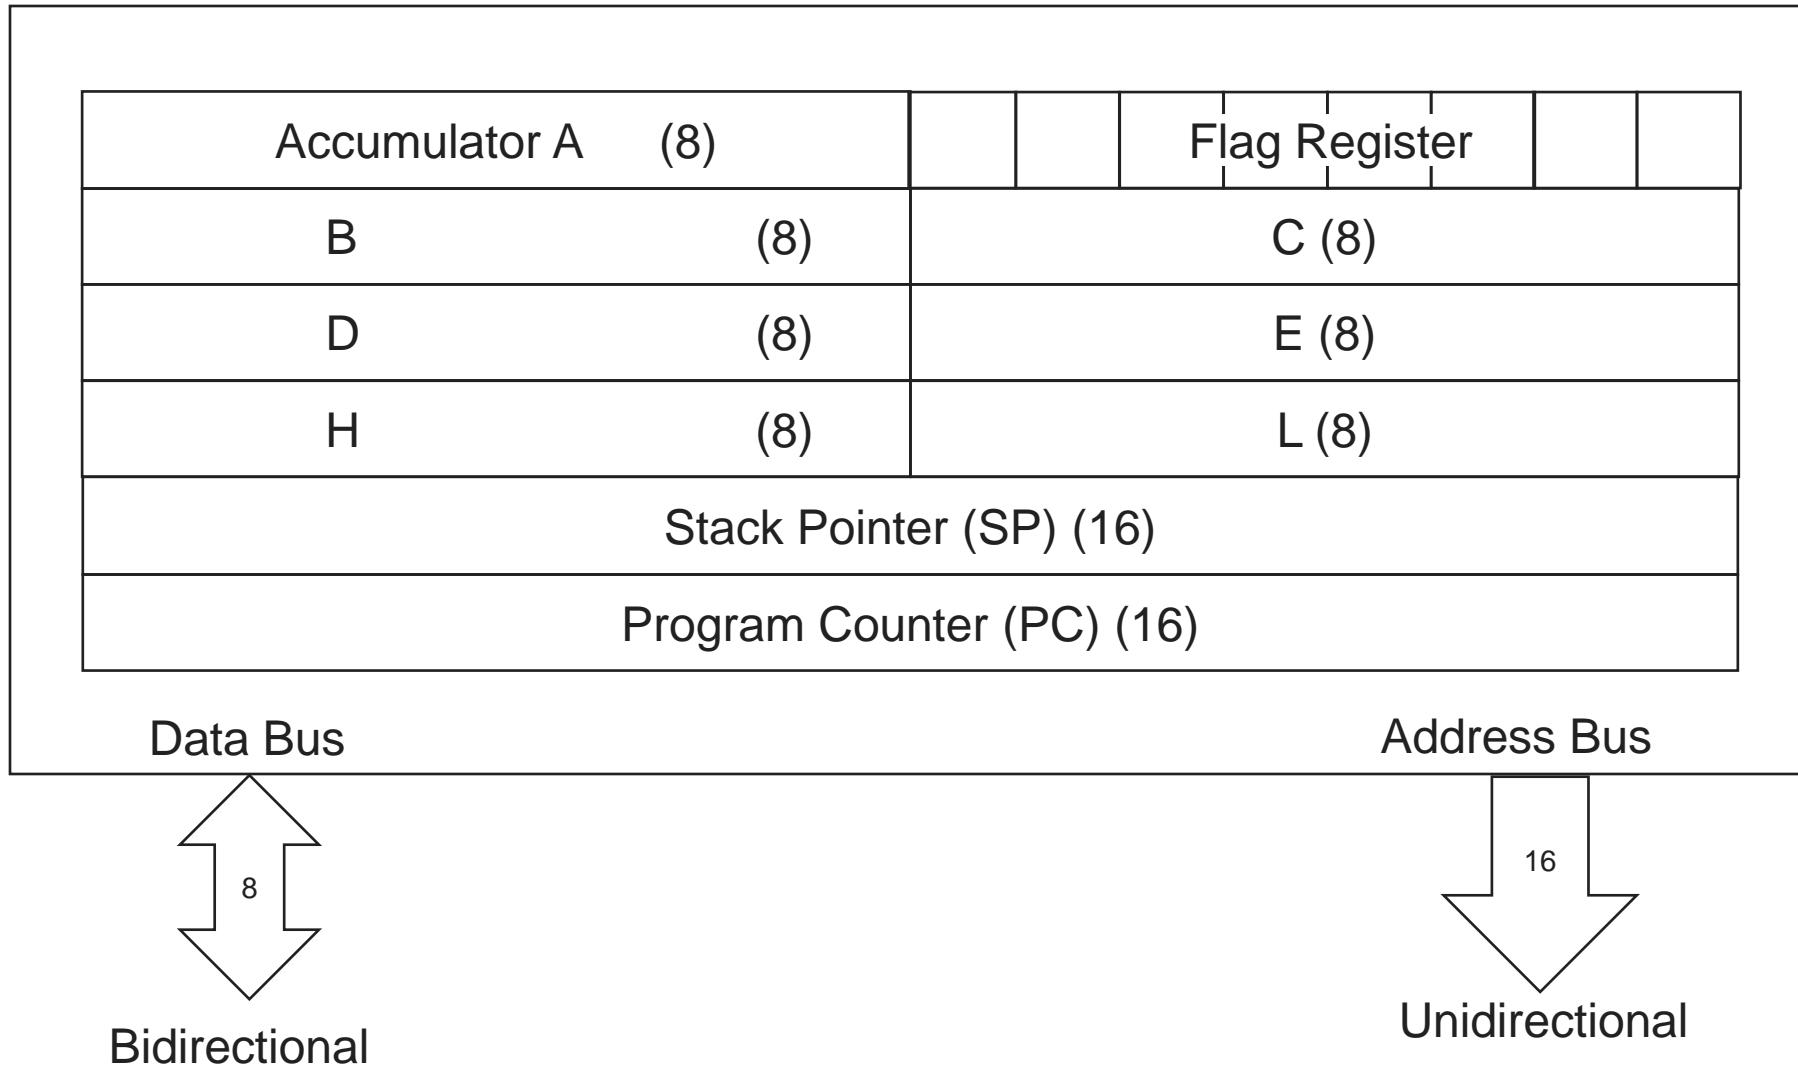 Accumulator A (8) Flag Register
B (8) C (8)
D (8) E (8)
H (8) L (8)
Stack Pointer (SP) (16)
Program Counter (PC) (16)
Data Bus Address Bus
8 16
Bidirectional Unidirectional